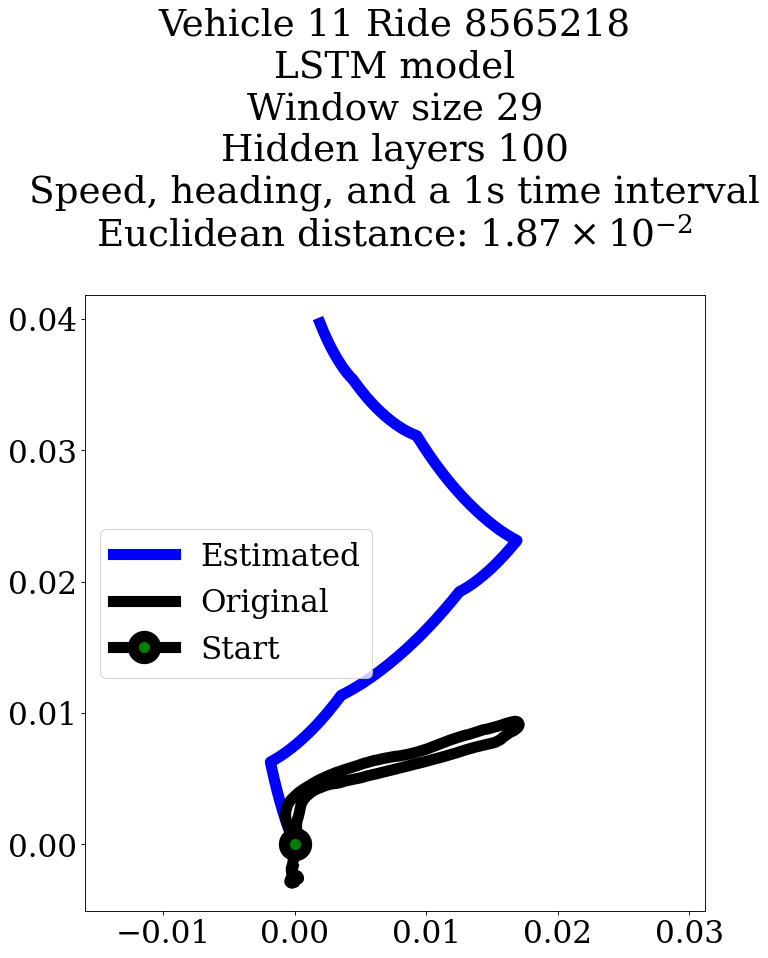 Vehicle 11 Ride 8565218
LSTM model
Window size 29
Hidden layers 100
Speed, heading, and a 1s time interval
Euclidean distance: 1.87 × 10⁻²
0.04
0.03
0.02
0.01
0.00
Estimated
Original
Start
−0.01
0.00
0.01
0.02
0.03